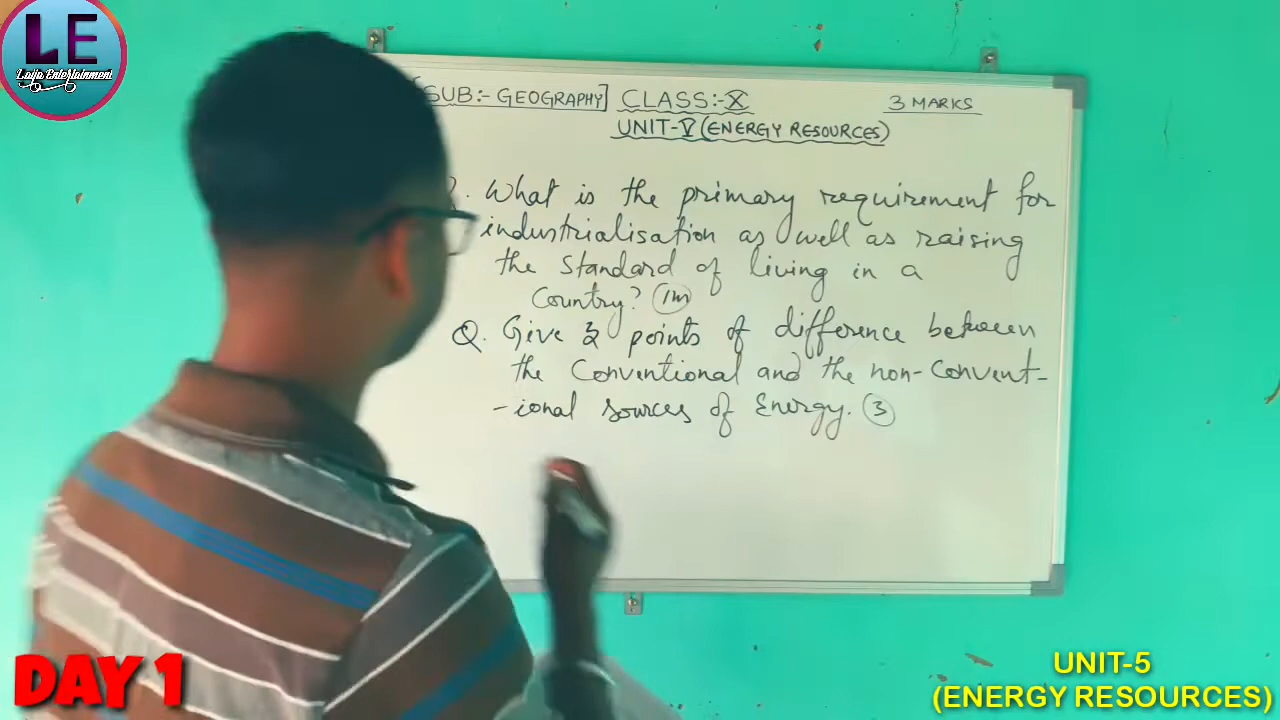 LE
Laifa Entertainment
SUB:- GEOGRAPHY] CLASS:-X 3 MARKS
UNIT-V (ENERGY RESOURCES)
. What is the primary requirement for
industrialisation as well as raising
the Standard of living in a
Country? (1m)
Q. Give 3 points of difference between
the Conventional and the non-Convent-
-ional sources of Energy. (3)
DAY 1
UNIT-5
(ENERGY RESOURCES)